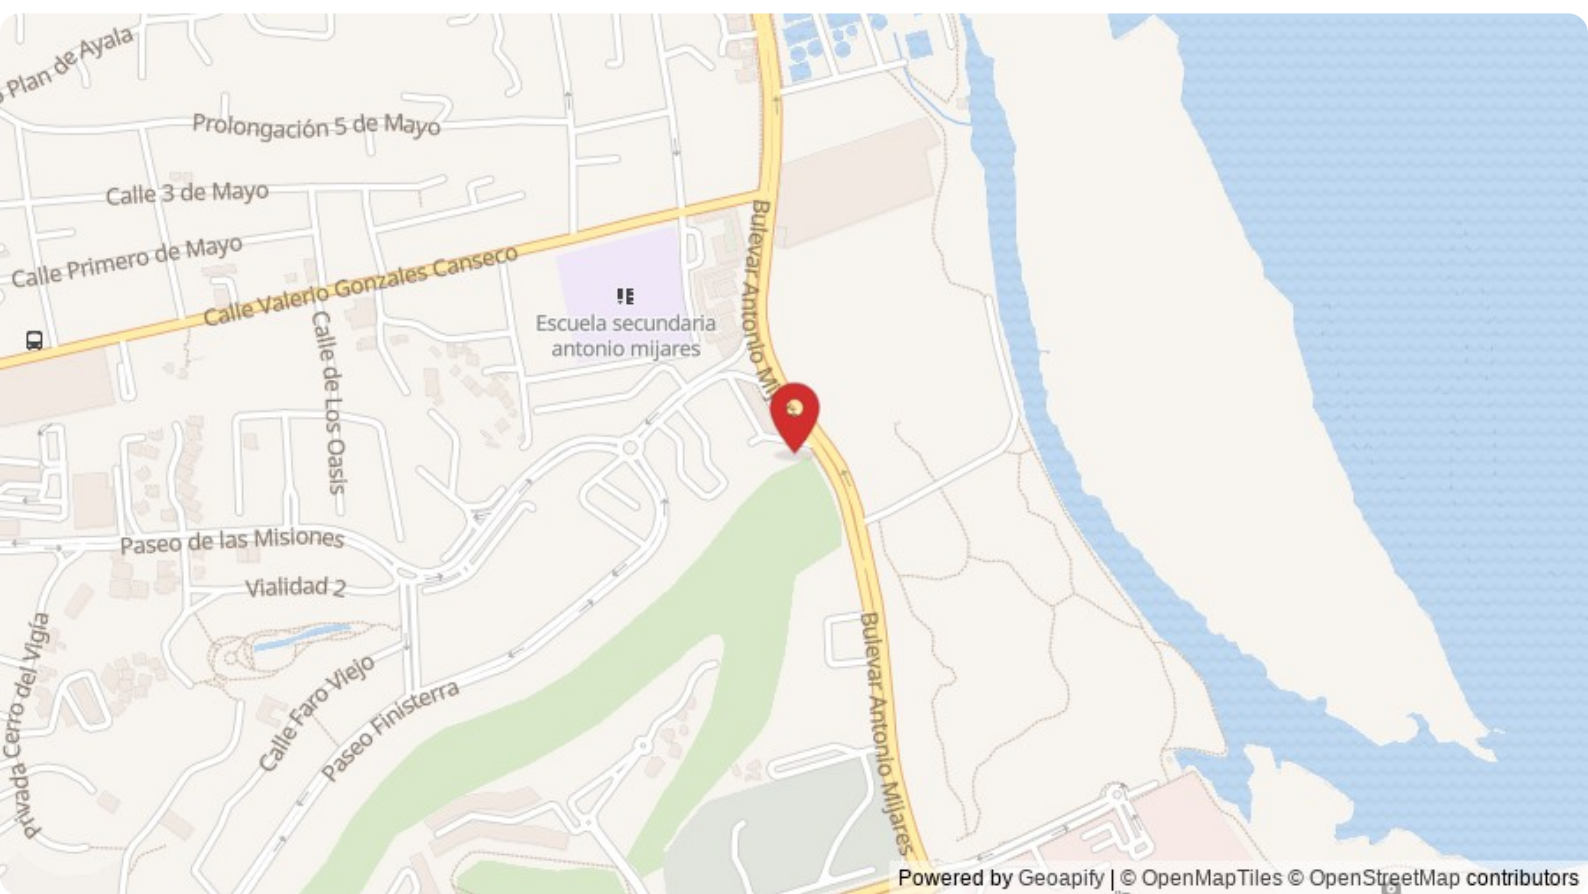 Plan de Ayala
Prolongación 5 de Mayo
Calle 3 de Mayo
Calle Primero de Mayo
Calle Valerio Gonzales Canseco
Bulevar Antonio Mij
Escuela secundaria
antonio mijares
Calle de Los Oasis
Paseo de las Misiones
Vialidad 2
Privada Cerro del Vigía
Calle Faro Viejo
Paseo Finisterra
Bulevar Antonio Mijares
Powered by Geoapify | © OpenMapTiles © OpenStreetMap contributors